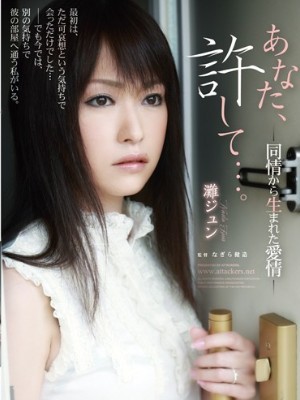 最初は、
ただ可哀想という気持ちで
会っただけでした…
でも今では、
別の気持ちで
彼の部屋へ通う私がいる。
あなた、
許して…。
―同情から生まれた愛情―
灘ジュン
監督 なぎら健造
www.attackers.net